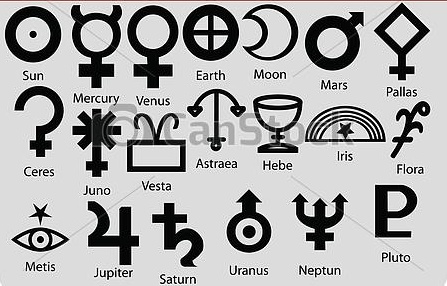 Sun
Mercury
Venus
Earth
Moon
Mars
Pallas
Ceres
Juno
Vesta
Astraea
Hebe
Iris
Flora
Metis
Jupiter
Saturn
Uranus
Neptun
Pluto
CanStock